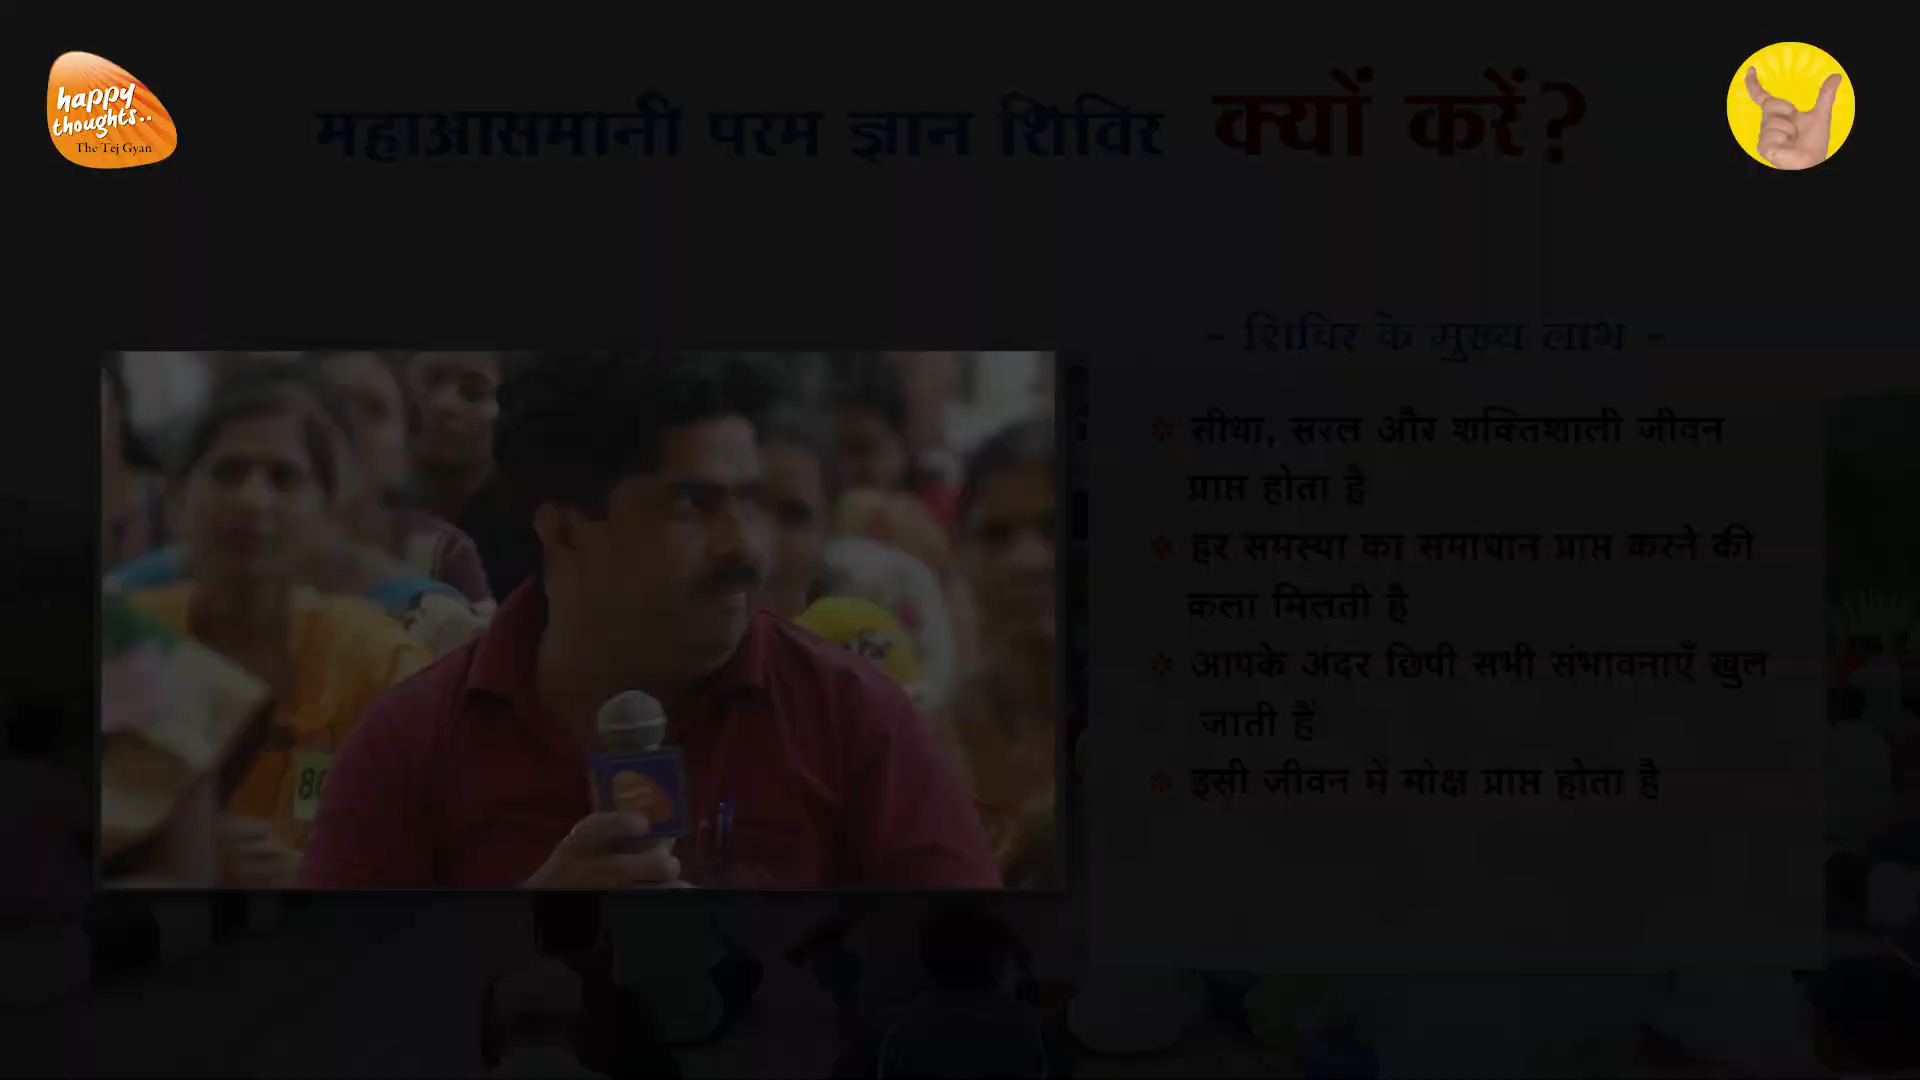 happy
thoughts..
The Tej Gyan
महाआसमानी परम ज्ञान शिविर क्यों करें?
- शिविर के मुख्य लाभ -
* सीधा, सरल और शक्तिशाली जीवन
प्राप्त होता है
* हर समस्या का समाधान प्राप्त करने की
कला मिलती है
* आपके अंदर छिपी सभी संभावनाएँ खुल
जाती हैं
* इसी जीवन में मोक्ष प्राप्त होता है